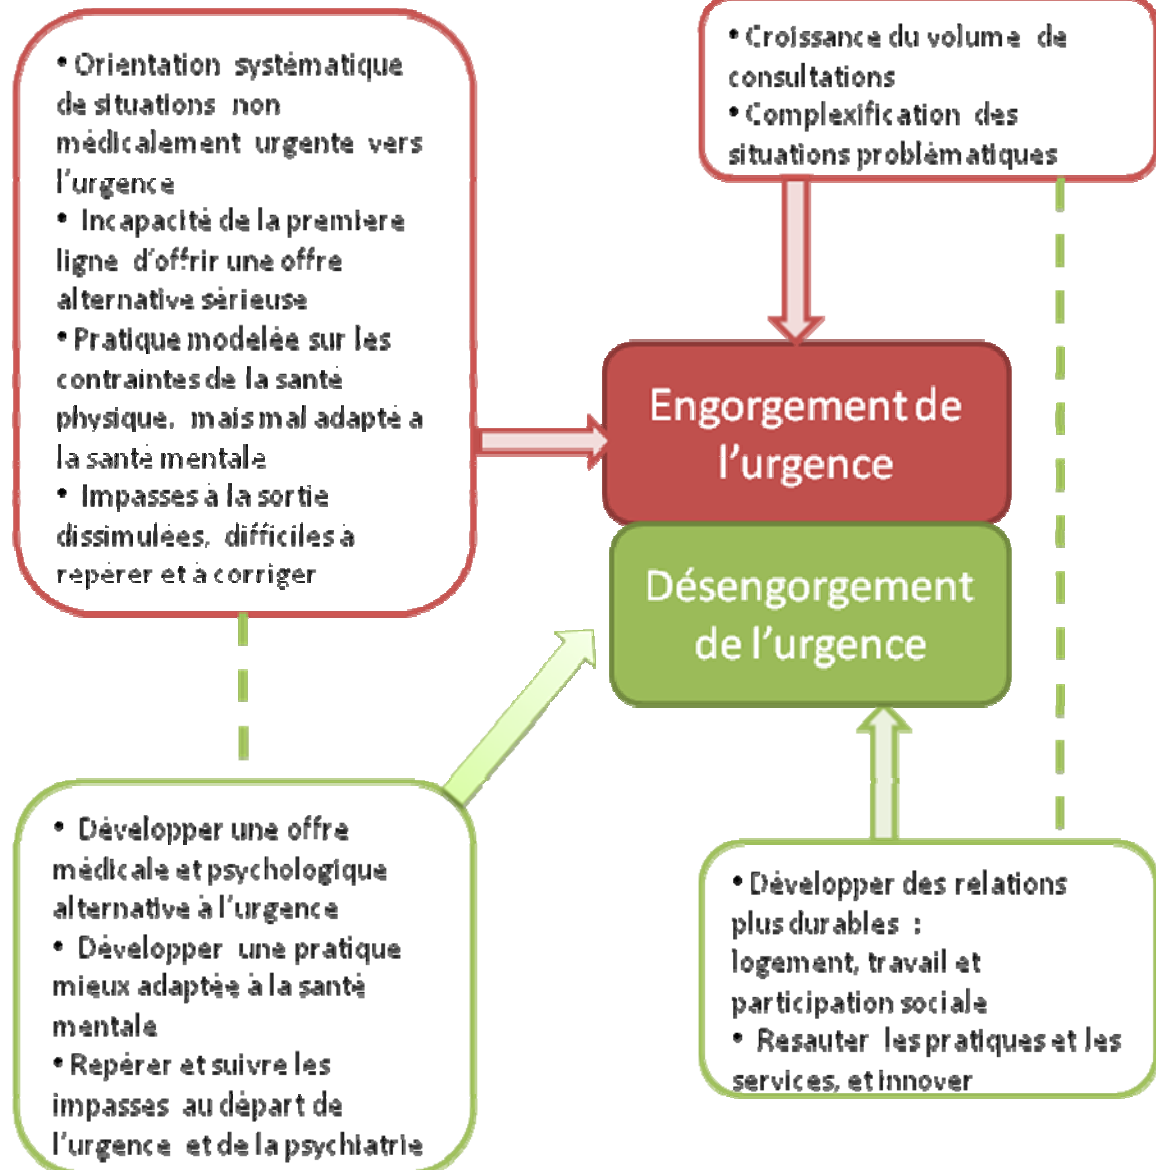 • Orientation systématique
de situations non
médicalement urgente vers
l'urgence
• Incapacité de la premiere
ligne d'offrir une offre
alternative sérieuse
• Pratique modelée sur les
contraintes de la santé
physique, mais mal adapté a
la santé mentale
• Impasses à la sortie
dissimulées, difficiles à
repérer et à corriger
• Croissance du volume de
consultations
• Complexification des
situations problématiques
Engorgement de
l'urgence
Désengorgement
de l'urgence
• Développer une offre
médicale et psychologique
alternative à l'urgence
• Développer une pratique
mieux adaptée à la santé
mentale
• Repérer et suivre les
impasses au départ de
l'urgence et de la psychiatrie
• Développer des relations
plus durables :
logement, travail et
participation sociale
• Resauter les pratiques et les
services, et innover